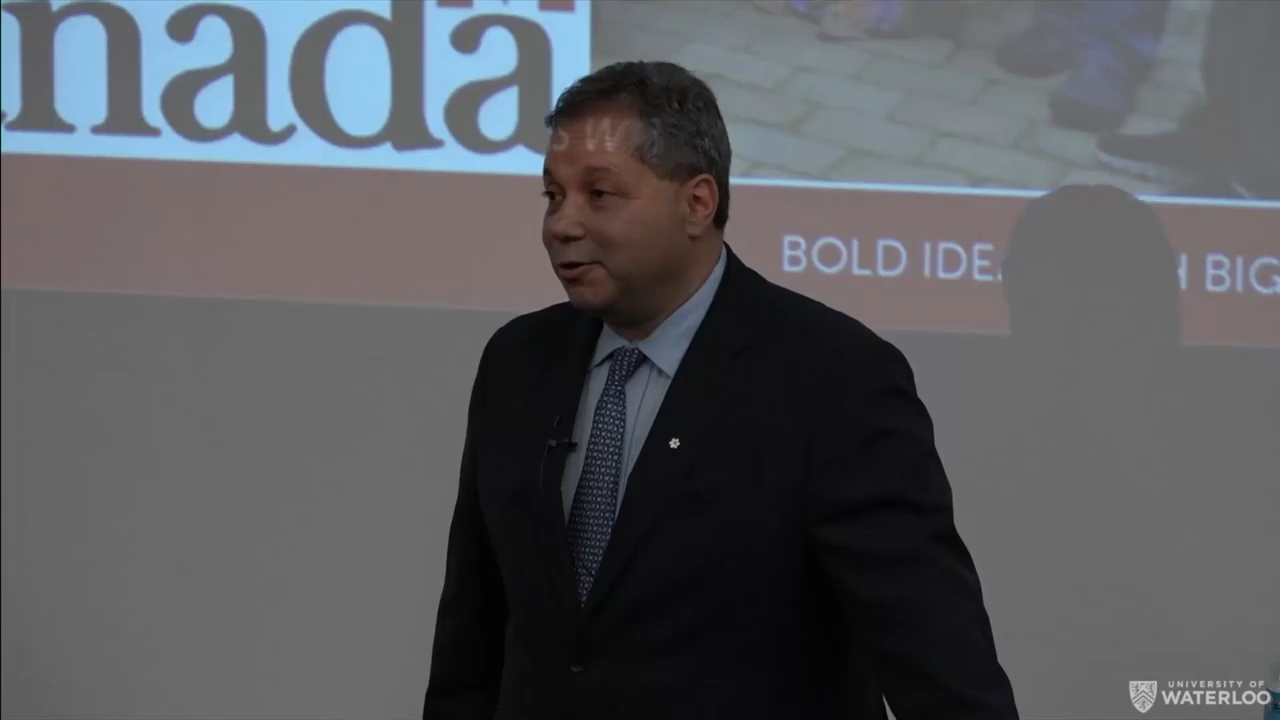 nada
S W
BOLD IDE
H BIG
UNIVERSITY OF
WATERLOO